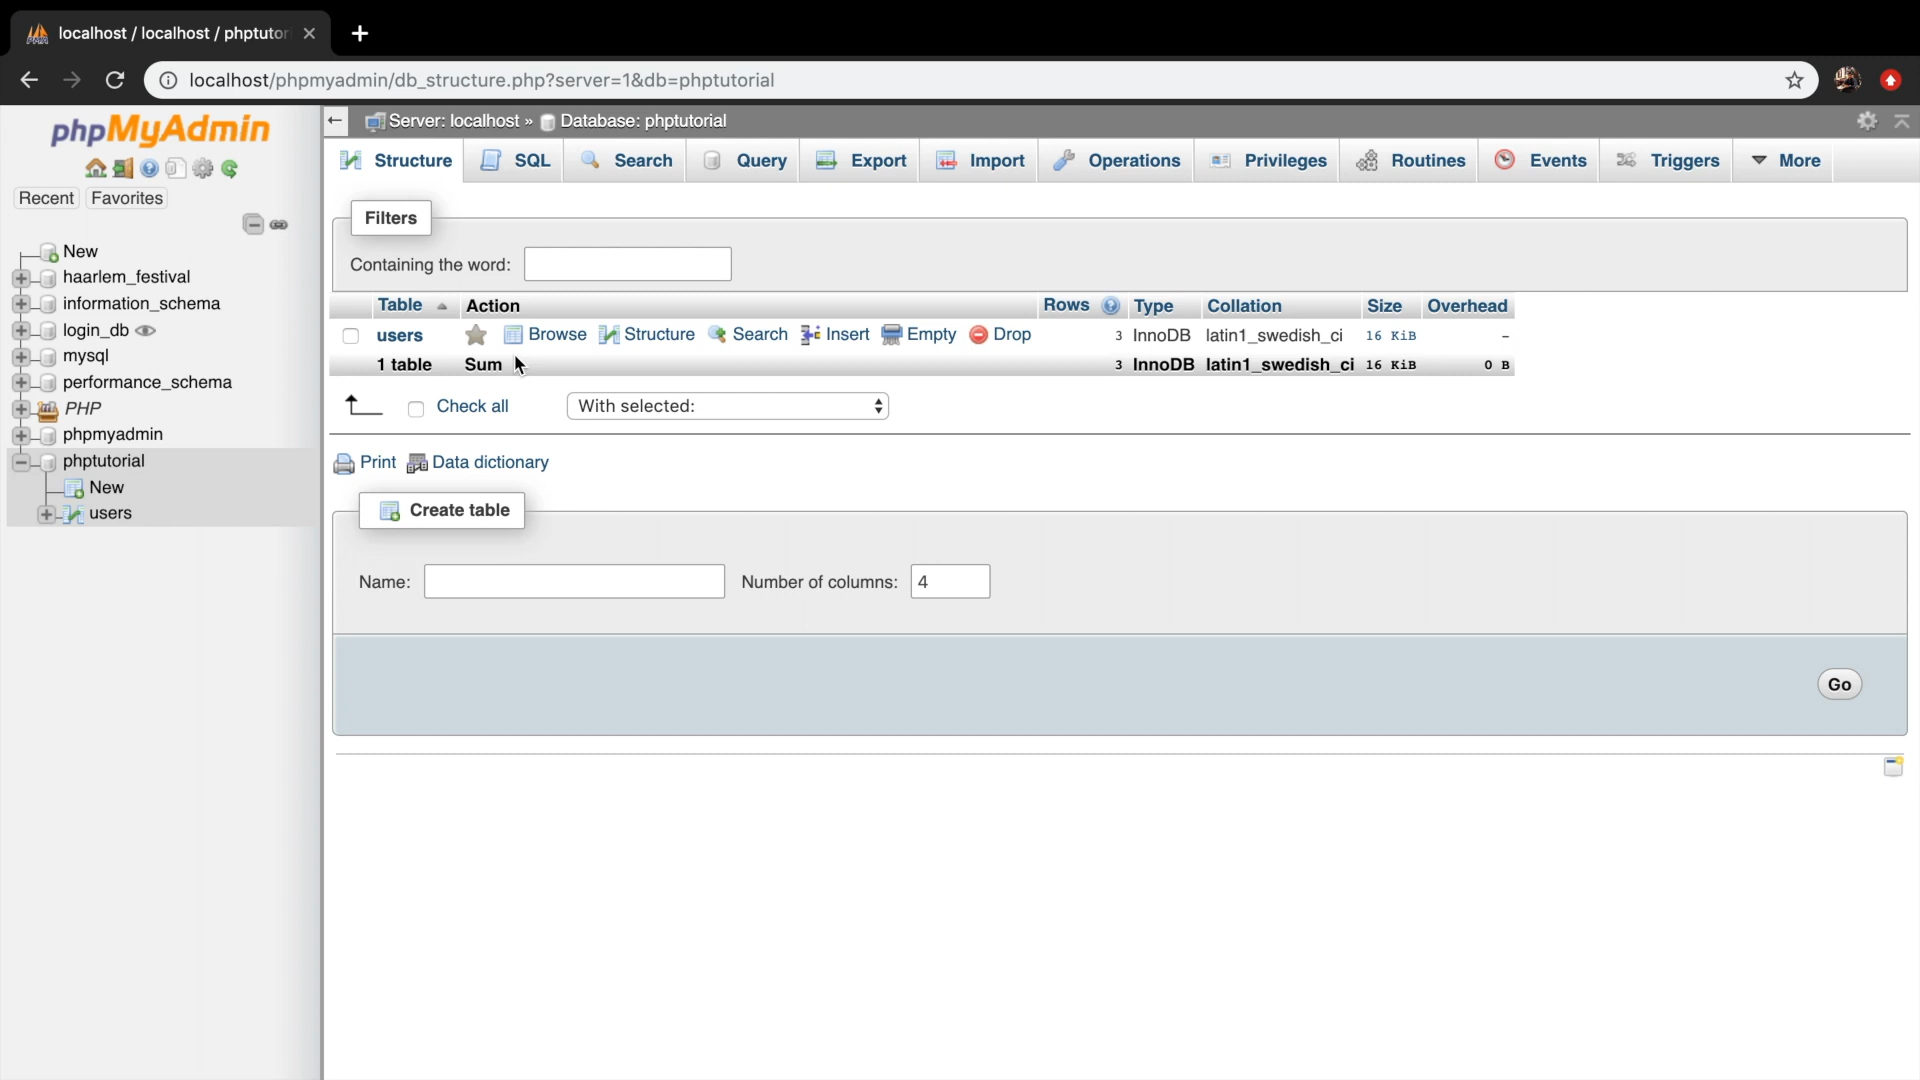 localhost / localhost / phptutor
localhost/phpmyadmin/db_structure.php?server=1&db=phptutorial
phpMyAdmin
Recent Favorites
New
haarlem_festival
information_schema
login_db
mysql
performance_schema
PHP
phpmyadmin
phptutorial
New
users
Server: localhost » Database: phptutorial
Structure SQL Search Query Export Import Operations Privileges Routines Events Triggers More
Filters
Containing the word:
Table Action Rows Type Collation Size Overhead
users Browse Structure Search Insert Empty Drop 3 InnoDB latin1_swedish_ci 16 KiB –
1 table Sum 3 InnoDB latin1_swedish_ci 16 KiB 0 B
Check all With selected:
Print Data dictionary
Create table
Name: Number of columns: 4
Go